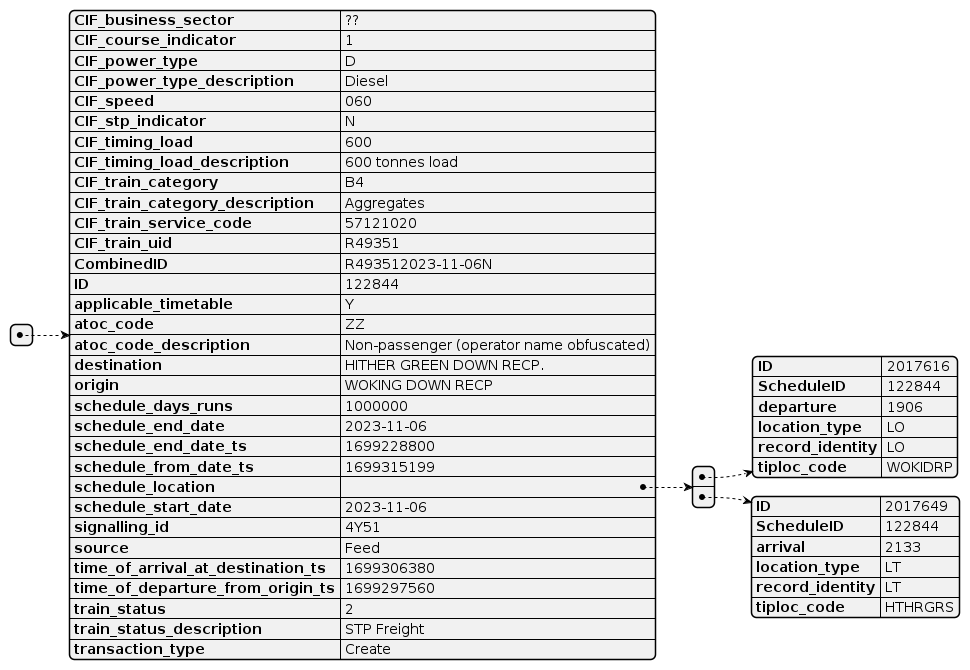 CIF_business_sector ??
CIF_course_indicator 1
CIF_power_type D
CIF_power_type_description Diesel
CIF_speed 060
CIF_stp_indicator N
CIF_timing_load 600
CIF_timing_load_description 600 tonnes load
CIF_train_category B4
CIF_train_category_description Aggregates
CIF_train_service_code 57121020
CIF_train_uid R49351
CombinedID R493512023-11-06N
ID 122844
applicable_timetable Y
atoc_code ZZ
atoc_code_description Non-passenger (operator name obfuscated)
destination HITHER GREEN DOWN RECP.
origin WOKING DOWN RECP
schedule_days_runs 1000000
schedule_end_date 2023-11-06
schedule_end_date_ts 1699228800
schedule_from_date_ts 1699315199
schedule_location
schedule_start_date 2023-11-06
signalling_id 4Y51
source Feed
time_of_arrival_at_destination_ts 1699306380
time_of_departure_from_origin_ts 1699297560
train_status 2
train_status_description STP Freight
transaction_type Create
ID 2017616
ScheduleID 122844
departure 1906
location_type LO
record_identity LO
tiploc_code WOKIDRP
ID 2017649
ScheduleID 122844
arrival 2133
location_type LT
record_identity LT
tiploc_code HTHRGRS